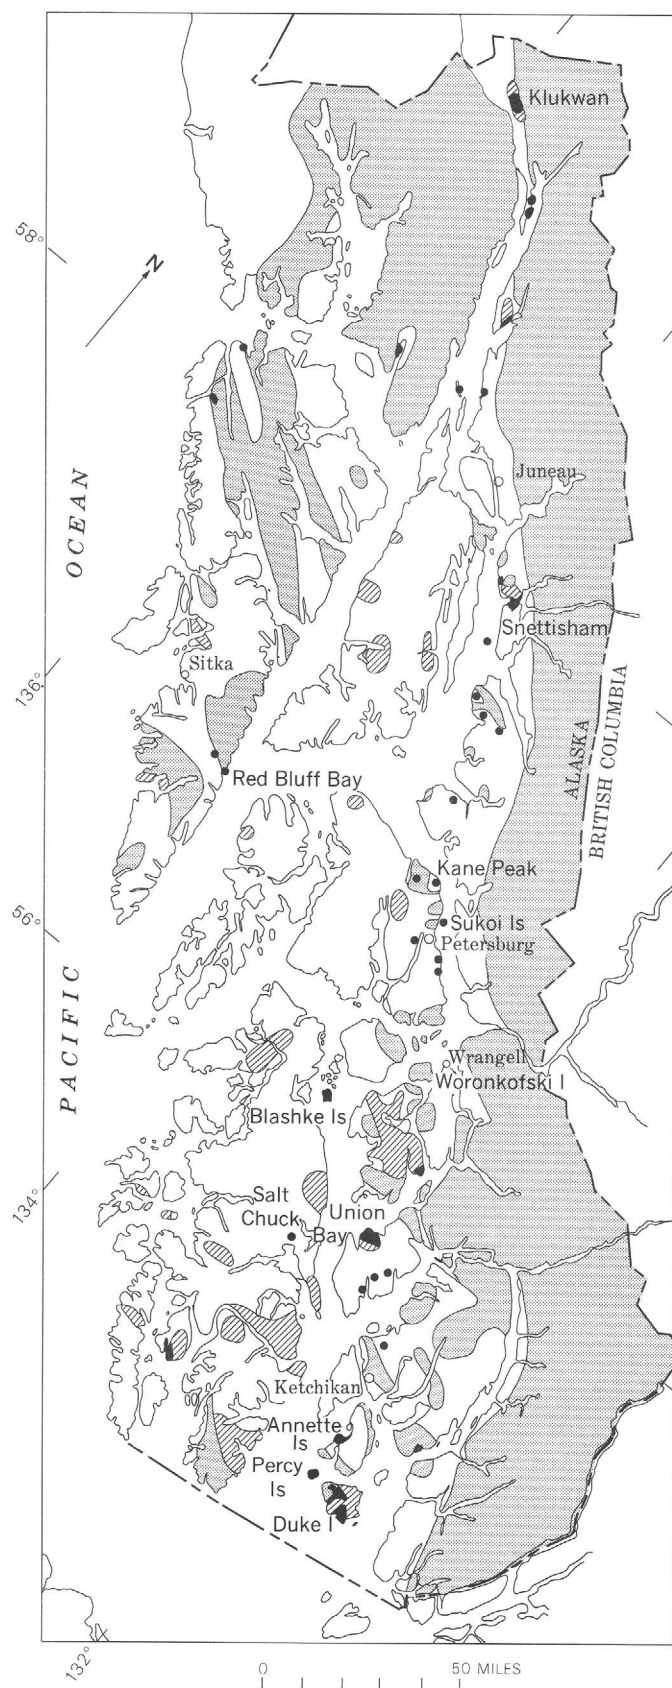 Klukwan
58°
N
Juneau
OCEAN
Snettisham
Sitka
136°
ALASKA
BRITISH COLUMBIA
Red Bluff Bay
Kane Peak
56°
Sukoi Is
Petersburg
PACIFIC
Wrangell
Woronkofski I
Blashke Is
134°
Salt
Chuck
Union
Bay
Ketchikan
Annette
Is
Percy
Is
Duke I
132°
0 50 MILES